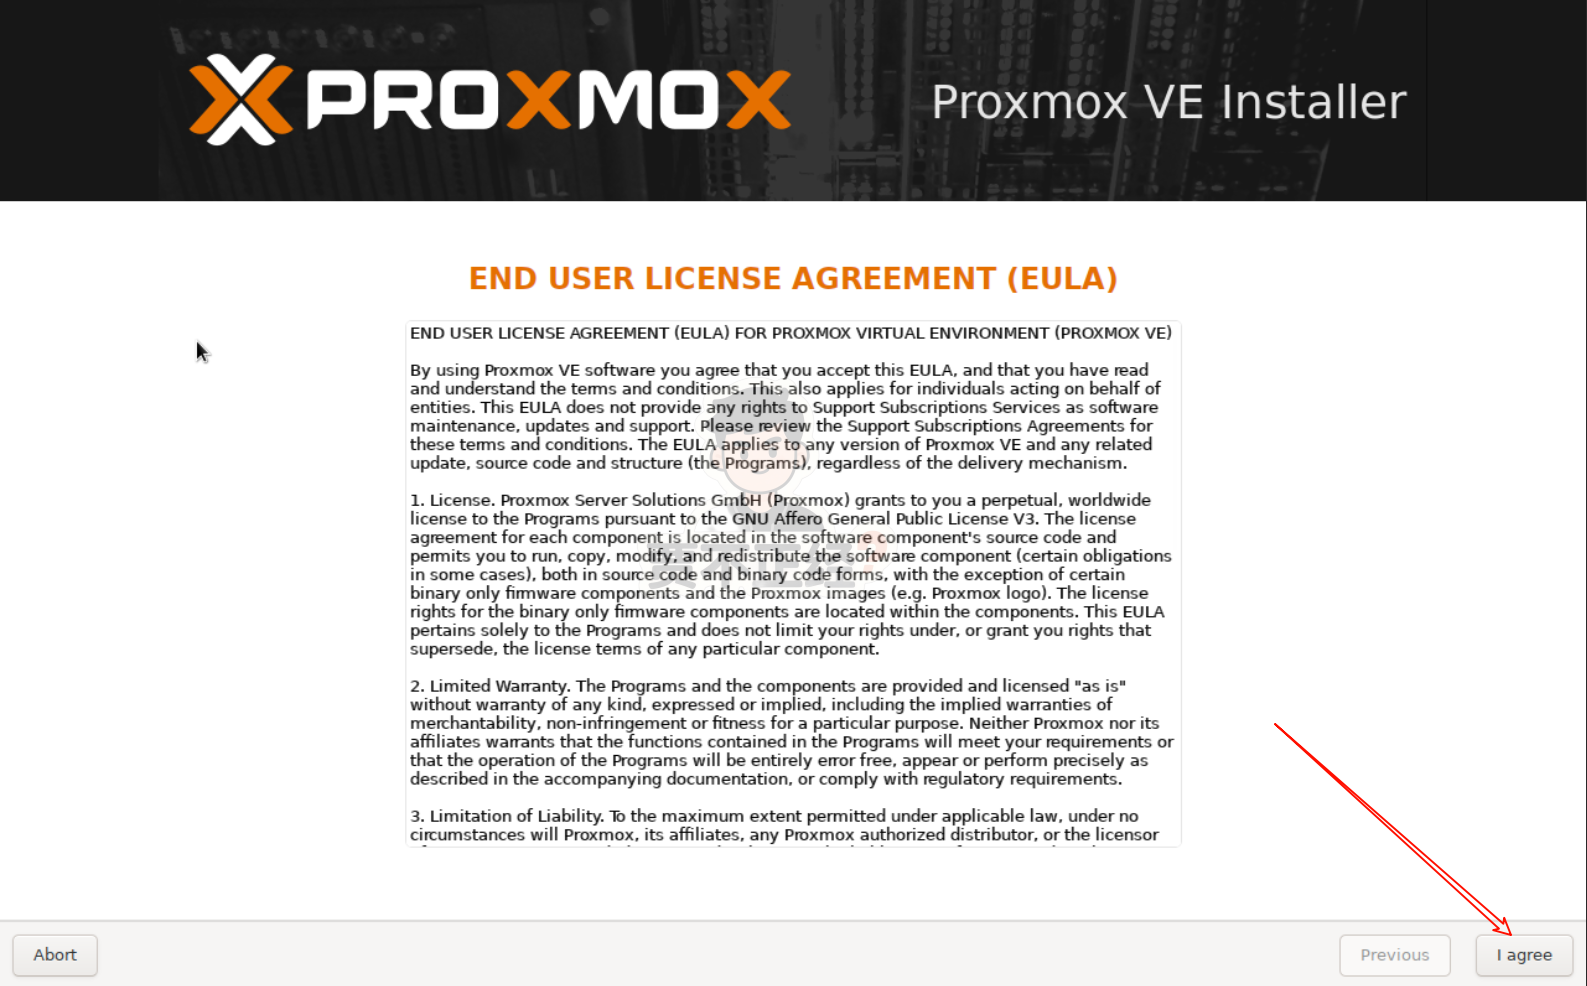 PROXMOX
Proxmox VE Installer
END USER LICENSE AGREEMENT (EULA)
END USER LICENSE AGREEMENT (EULA) FOR PROXMOX VIRTUAL ENVIRONMENT (PROXMOX VE)
By using Proxmox VE software you agree that you accept this EULA, and that you have read
and understand the terms and conditions. This also applies for individuals acting on behalf of
entities. This EULA does not provide any rights to Support Subscriptions Services as software
maintenance, updates and support. Please review the Support Subscriptions Agreements for
these terms and conditions. The EULA applies to any version of Proxmox VE and any related
update, source code and structure (the Programs), regardless of the delivery mechanism.
1. License. Proxmox Server Solutions GmbH (Proxmox) grants to you a perpetual, worldwide
license to the Programs pursuant to the GNU Affero General Public License V3. The license
agreement for each component is located in the software component's source code and
permits you to run, copy, modify, and redistribute the software component (certain obligations
in some cases), both in source code and binary code forms, with the exception of certain
binary only firmware components and the Proxmox images (e.g. Proxmox logo). The license
rights for the binary only firmware components are located within the components. This EULA
pertains solely to the Programs and does not limit your rights under, or grant you rights that
supersede, the license terms of any particular component.
2. Limited Warranty. The Programs and the components are provided and licensed "as is"
without warranty of any kind, expressed or implied, including the implied warranties of
merchantability, non-infringement or fitness for a particular purpose. Neither Proxmox nor its
affiliates warrants that the functions contained in the Programs will meet your requirements or
that the operation of the Programs will be entirely error free, appear or perform precisely as
described in the accompanying documentation, or comply with regulatory requirements.
3. Limitation of Liability. To the maximum extent permitted under applicable law, under no
circumstances will Proxmox, its affiliates, any Proxmox authorized distributor, or the licensor
Abort
Previous
I agree